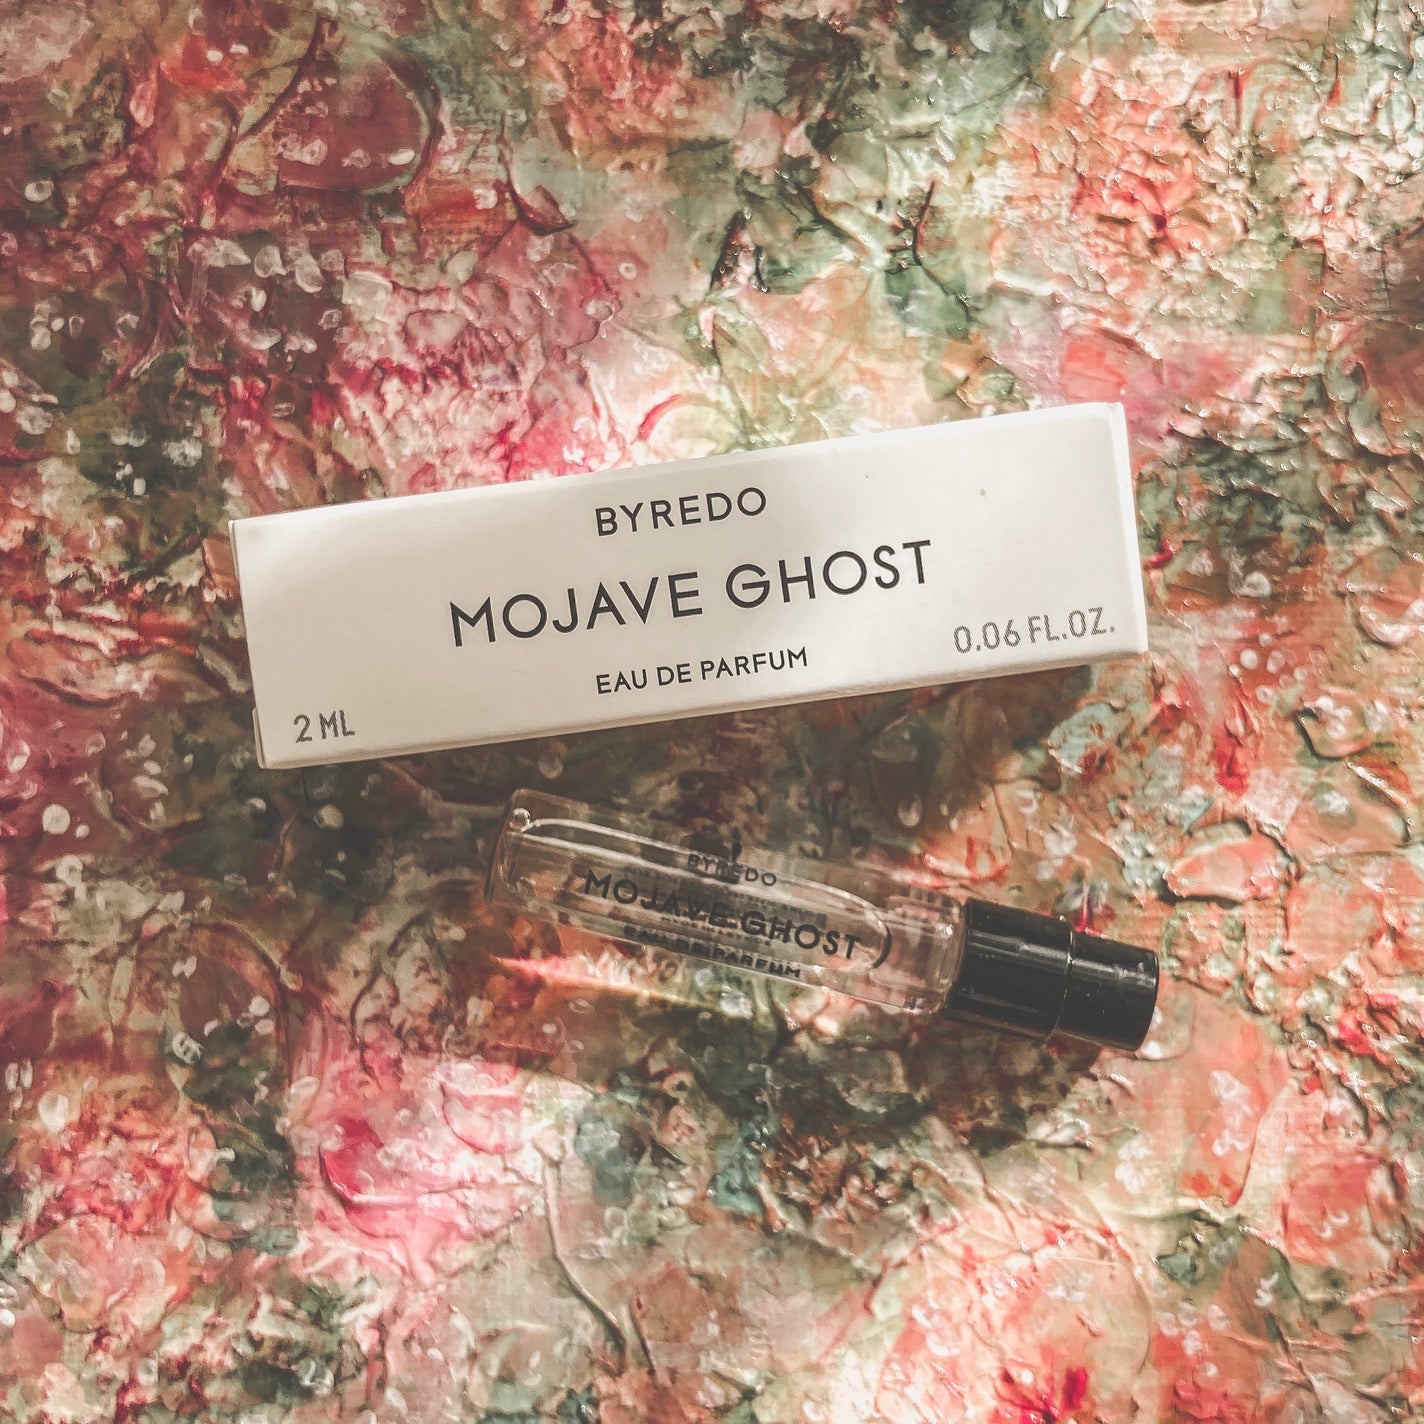 BYREDO
MOJAVE GHOST
EAU DE PARFUM
2 ML
0.06 FL.OZ.
BYREDO
MOJAVE GHOST
EAU DE PARFUM